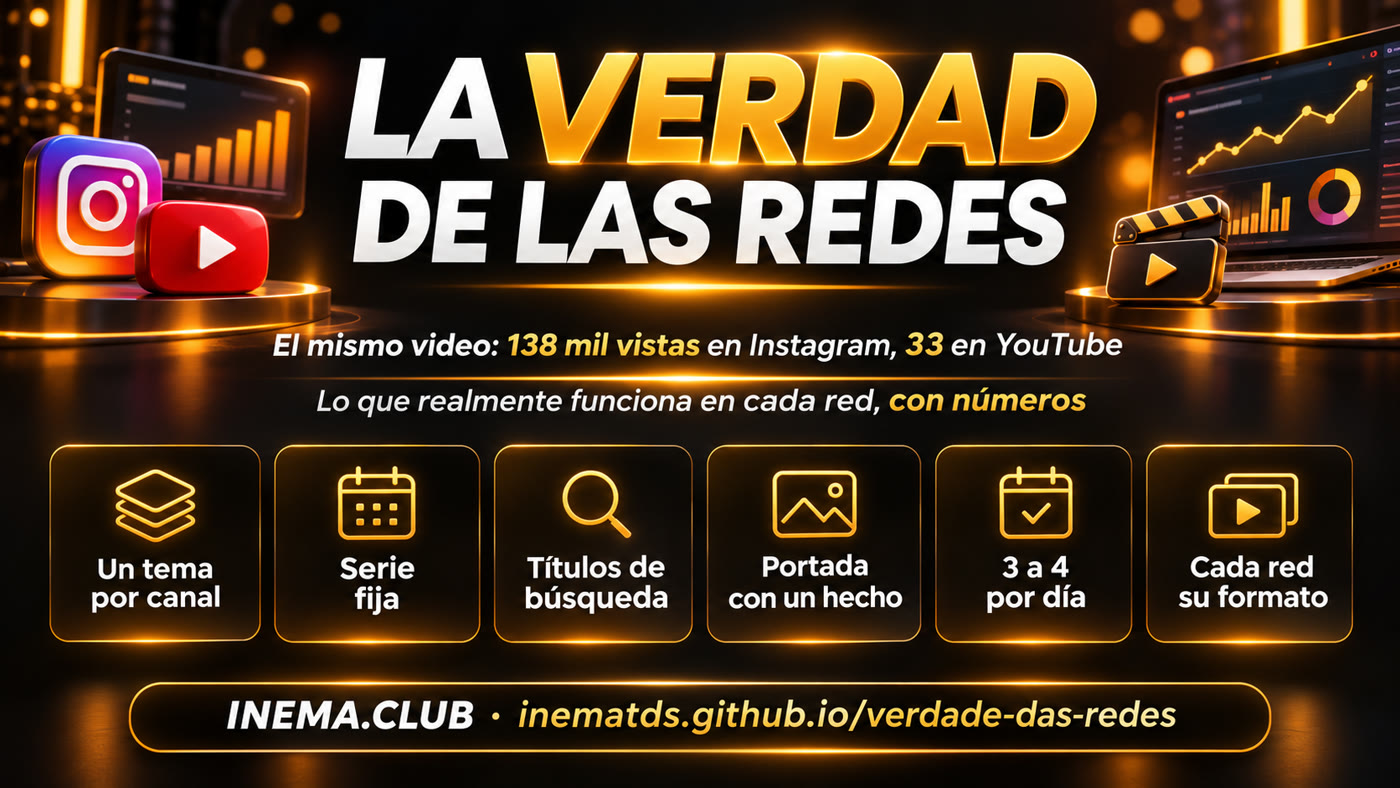 LA VERDAD
DE LAS REDES
El mismo video: 138 mil vistas en Instagram, 33 en YouTube
Lo que realmente funciona en cada red, con números
Un tema
por canal
Serie
fija
Títulos de
búsqueda
Portada
con un hecho
3 a 4
por día
Cada red
su formato
INEMA.CLUB · inematds.github.io/verdade-das-redes